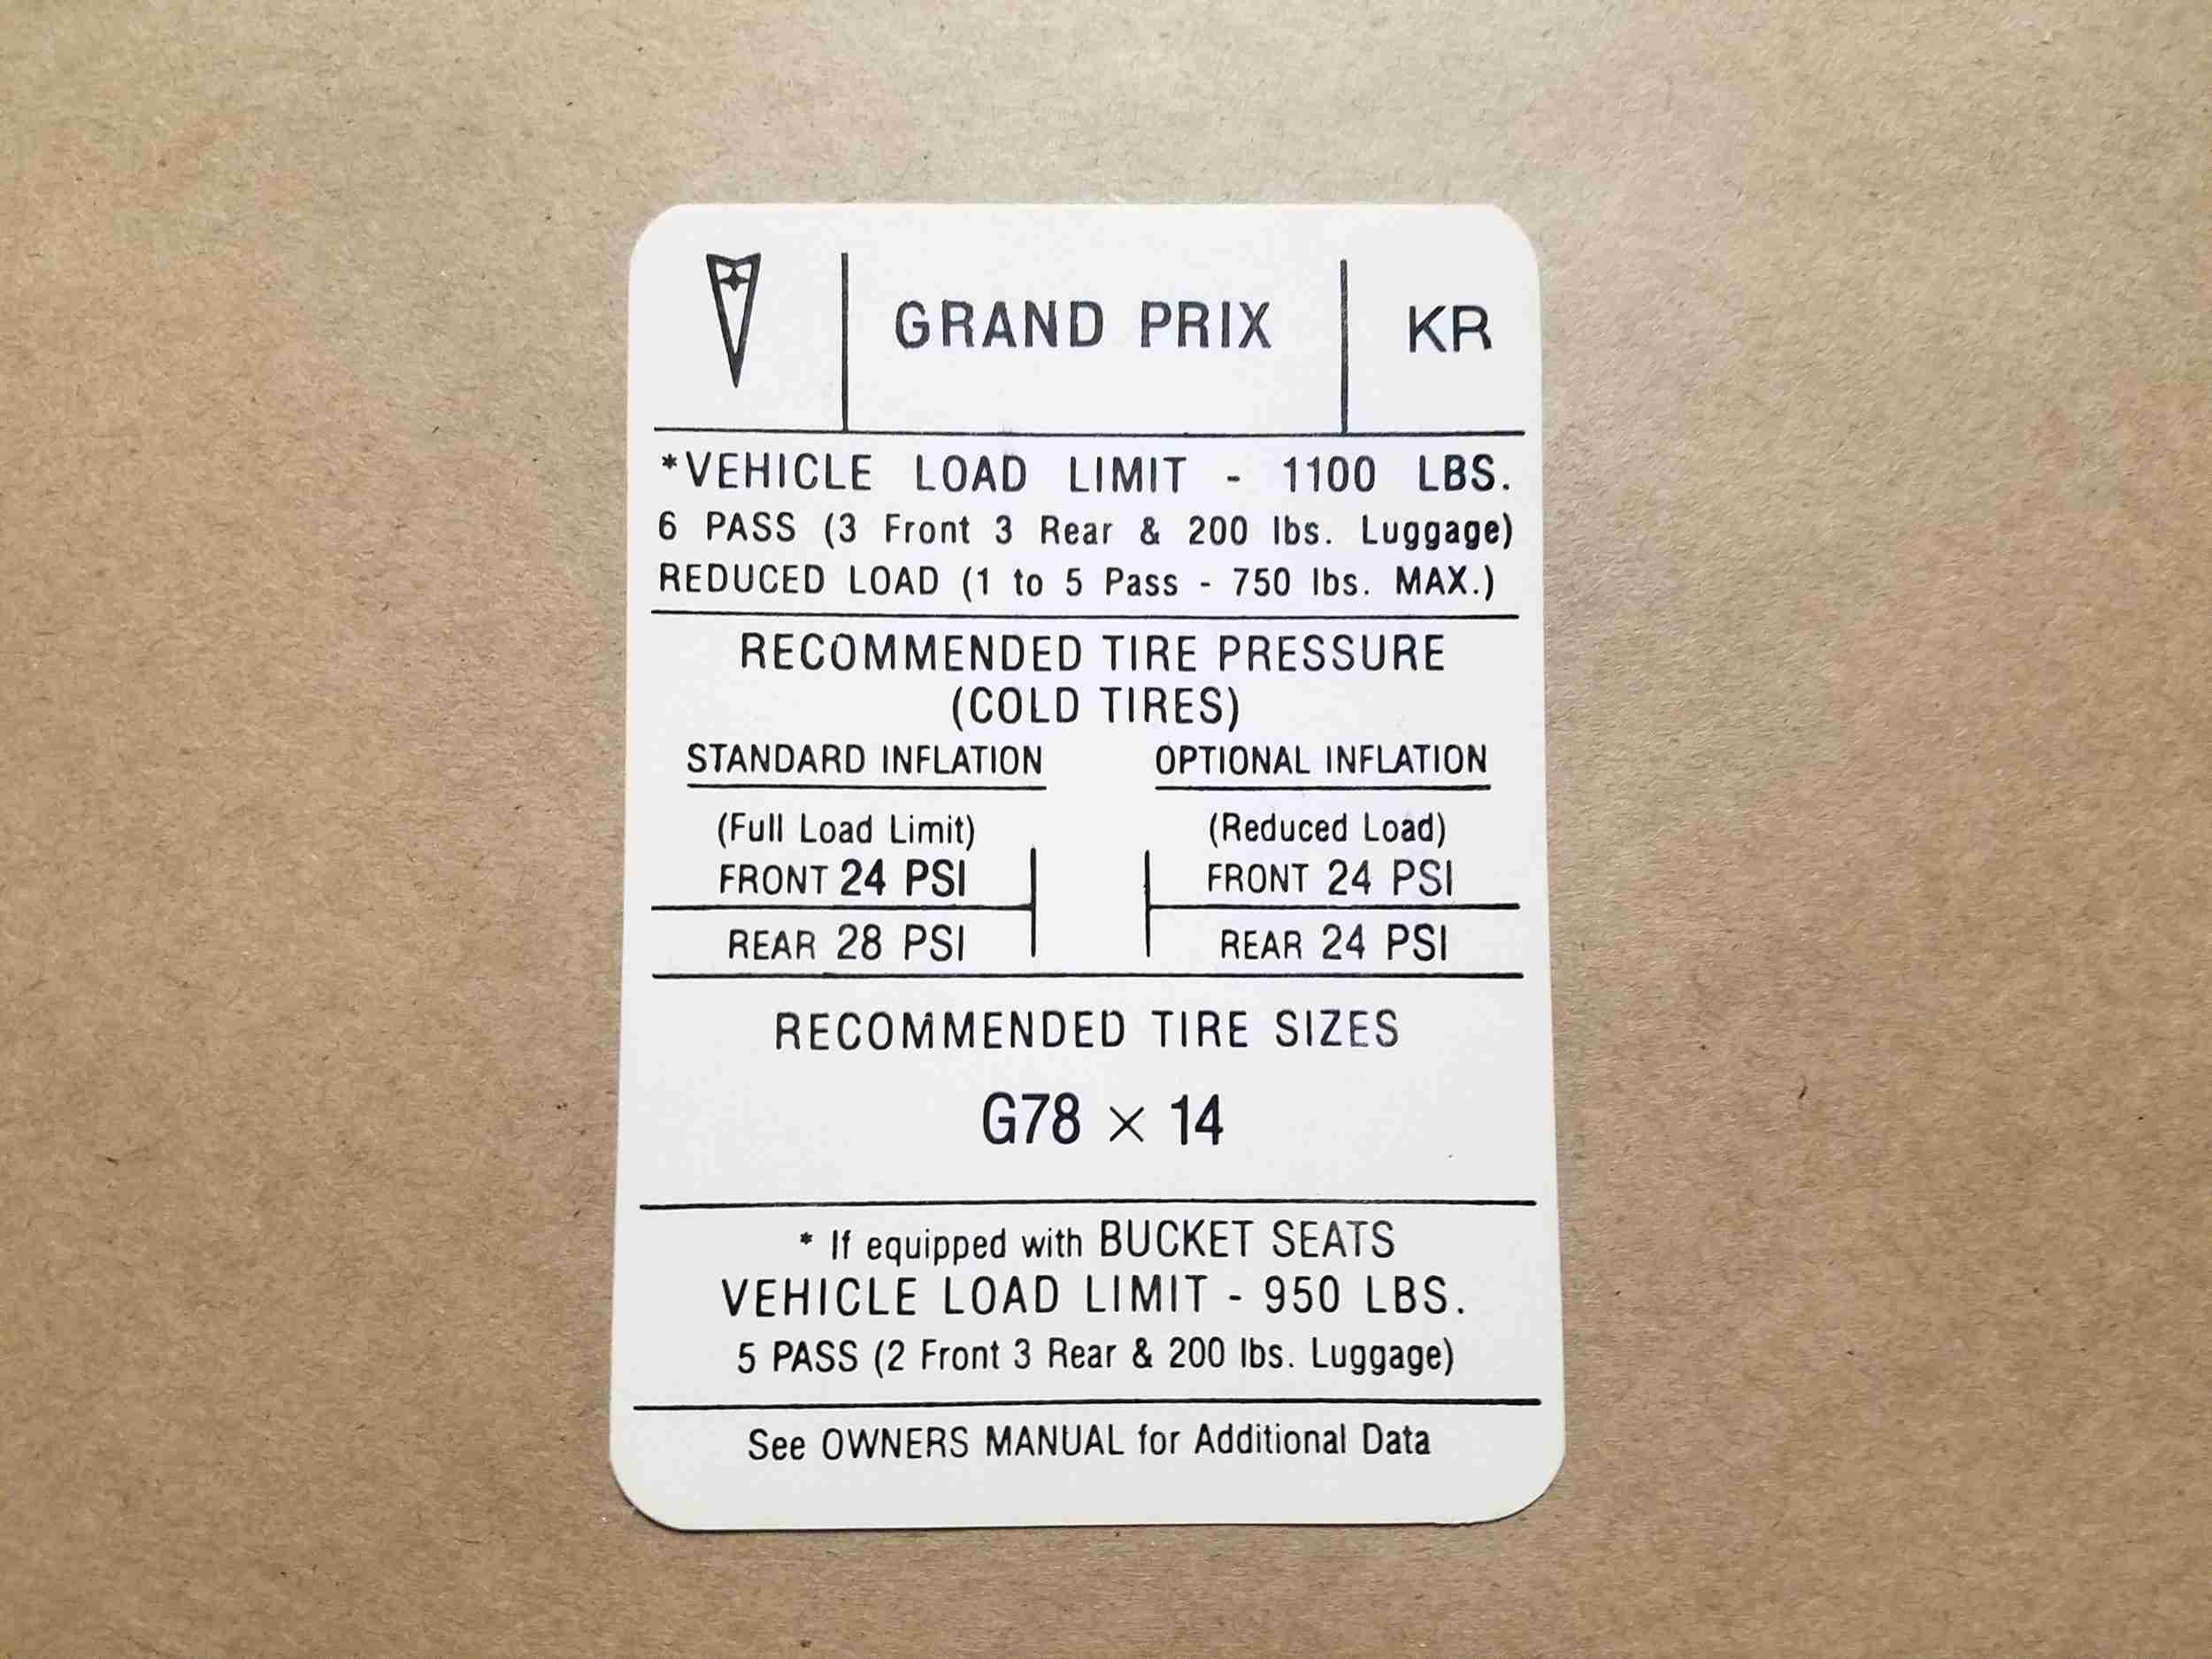 GRAND PRIX KR
*VEHICLE LOAD LIMIT - 1100 LBS.
6 PASS (3 Front 3 Rear & 200 lbs. Luggage)
REDUCED LOAD (1 to 5 Pass - 750 lbs. MAX.)
RECOMMENDED TIRE PRESSURE
(COLD TIRES)
STANDARD INFLATION OPTIONAL INFLATION
(Full Load Limit) (Reduced Load)
FRONT 24 PSI FRONT 24 PSI
REAR 28 PSI REAR 24 PSI
RECOMMENDED TIRE SIZES
G78 × 14
* If equipped with BUCKET SEATS
VEHICLE LOAD LIMIT - 950 LBS.
5 PASS (2 Front 3 Rear & 200 lbs. Luggage)
See OWNERS MANUAL for Additional Data